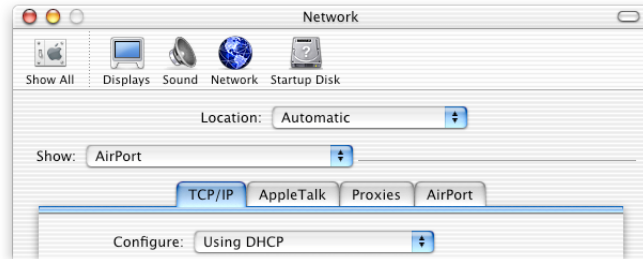 Network
Show All Displays Sound Network Startup Disk
Location: Automatic
Show: AirPort
TCP/IP AppleTalk Proxies AirPort
Configure: Using DHCP